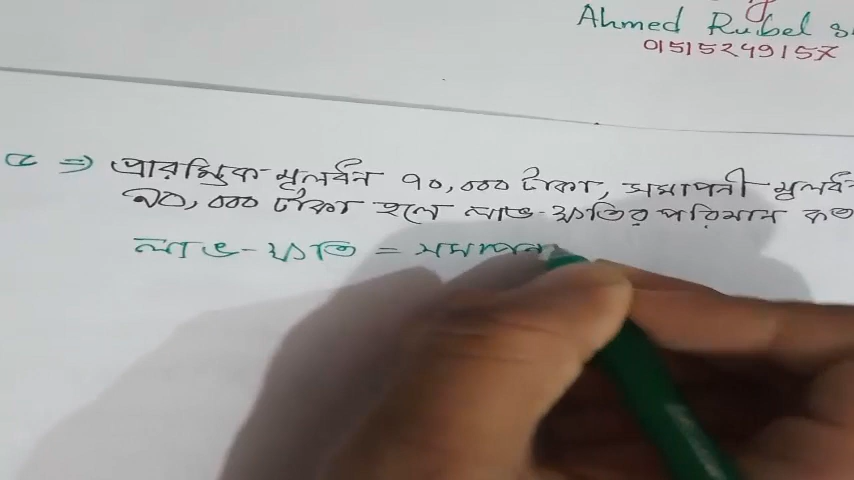 Ahmed Rubel
01515249157
৫ ⇒ প্রারম্ভিক মূলধন ৭০,০০০ টাকা, সমাপনী মূলধন
৯০,০০০ টাকা হলে লাভ-ক্ষতির পরিমান কত
লাভ-ক্ষতি = সমাপন